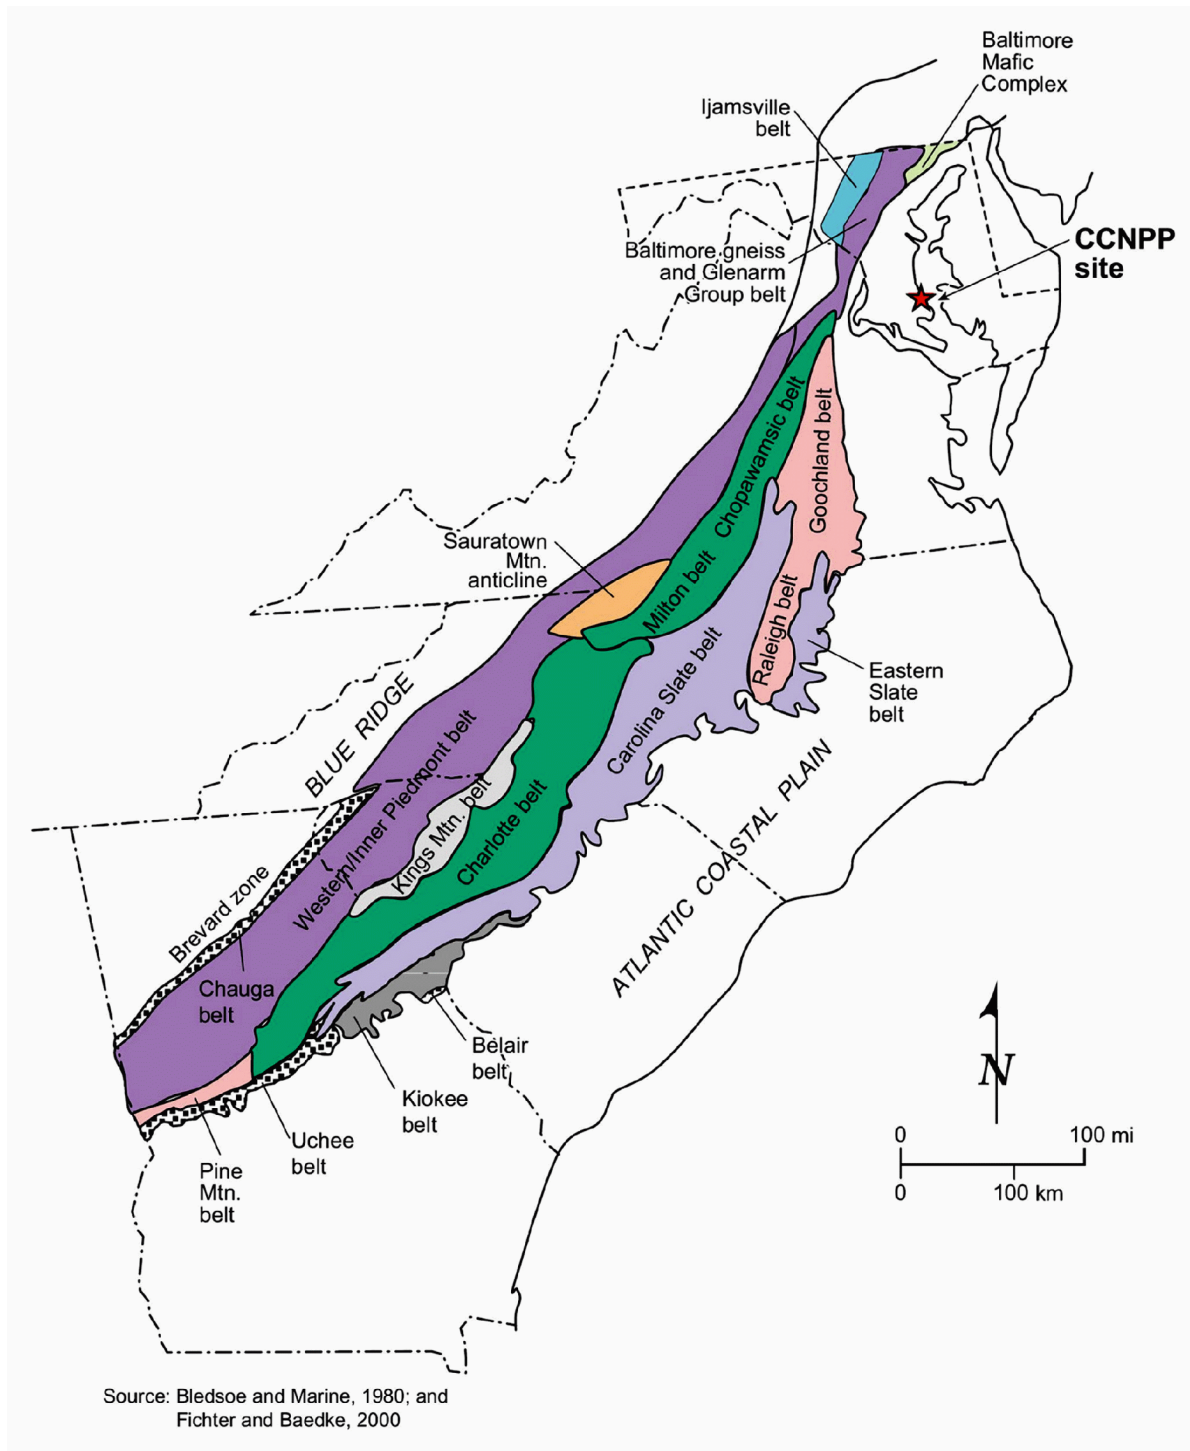 Baltimore
Mafic
Complex
Ijamsville
belt
CCNPP
site
Baltimore gneiss
and Glenarm
Group belt
Chopawamsic belt
Goochland belt
Sauratown
Mtn.
anticline
Milton belt
Raleigh belt
Eastern
Slate
belt
Carolina Slate belt
BLUE RIDGE
Western/Inner Piedmont belt
Kings Mtn. belt
Charlotte belt
ATLANTIC COASTAL PLAIN
Brevard zone
Chauga
belt
Belair
belt
Kiokee
belt
Uchee
belt
Pine
Mtn.
belt
N
0 100 mi
0 100 km
Source: Bledsoe and Marine, 1980; and
Fichter and Baedke, 2000